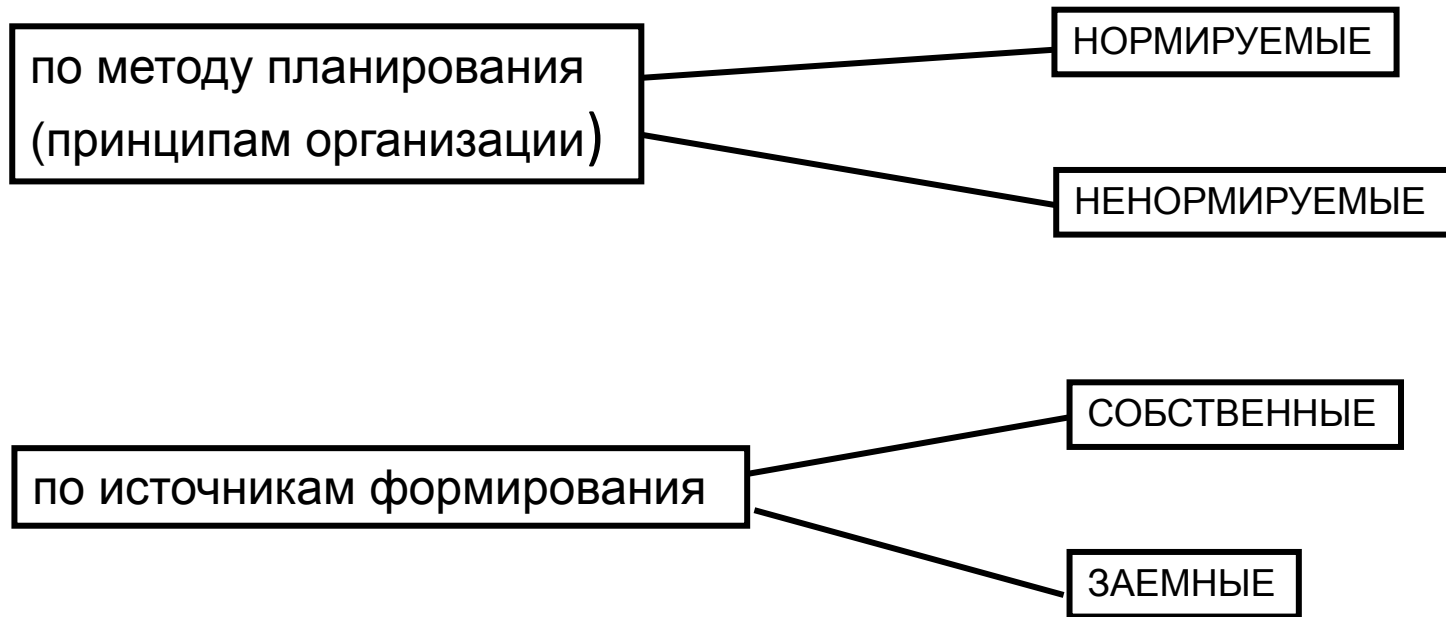 по методу планирования
(принципам организации)
НОРМИРУЕМЫЕ
НЕНОРМИРУЕМЫЕ
по источникам формирования
СОБСТВЕННЫЕ
ЗАЕМНЫЕ